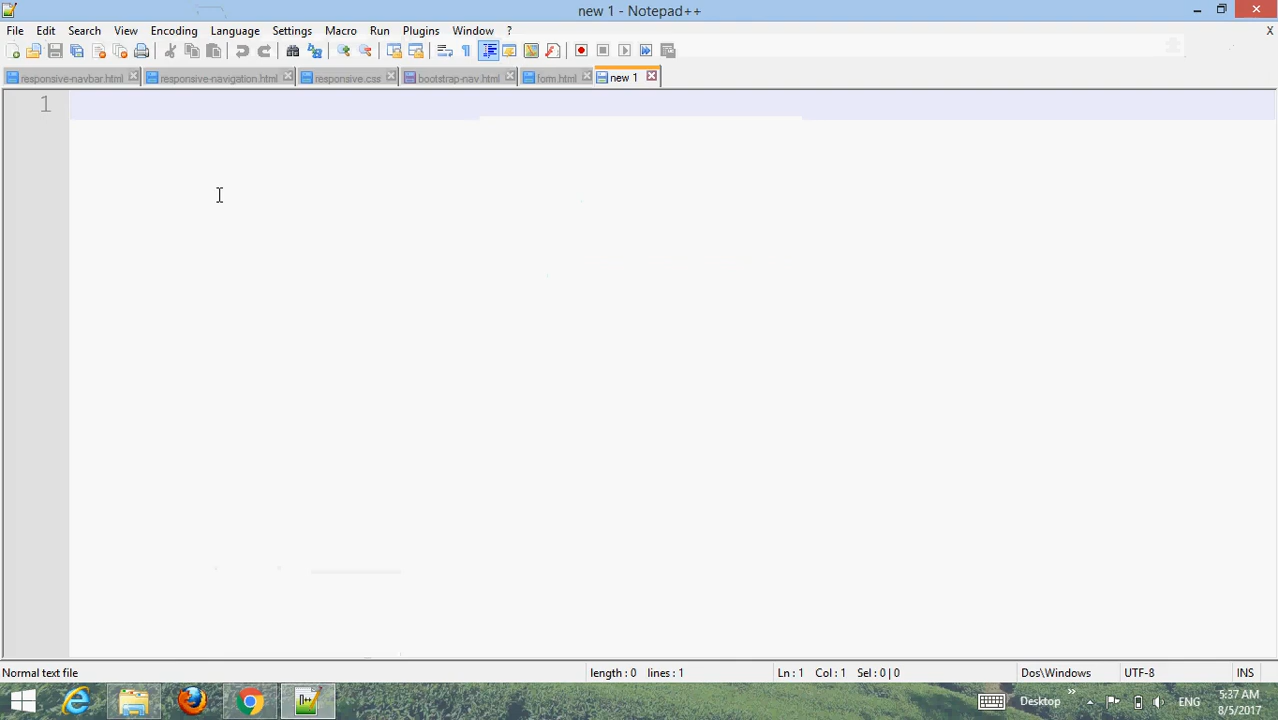 new 1 - Notepad++
File Edit Search View Encoding Language Settings Macro Run Plugins Window ? X
responsive-navbar.html responsive-navigation.html responsive.css bootstrap-nav.html form.html new 1
1
Normal text file length : 0 lines : 1 Ln : 1 Col : 1 Sel : 0 | 0 Dos\Windows UTF-8 INS
Desktop ENG 5:37 AM
8/5/2017